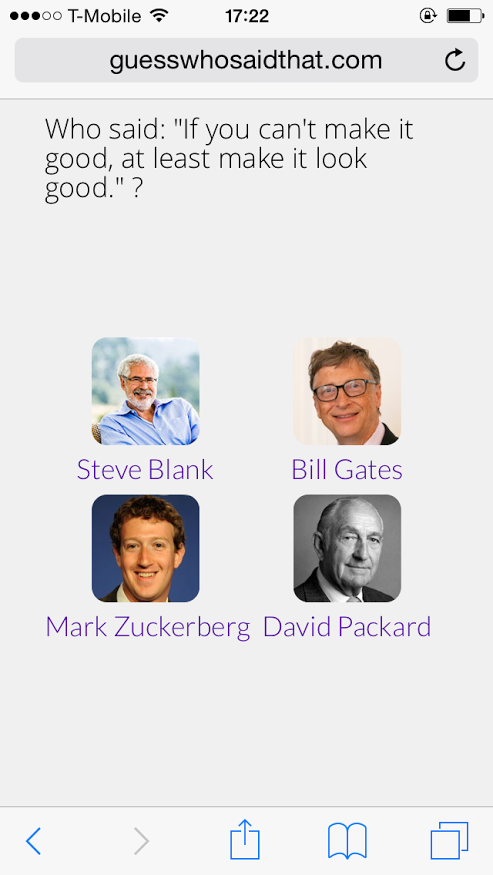 T-Mobile 17:22
guesswhosaidthat.com
Who said: "If you can't make it
good, at least make it look
good." ?
Steve Blank Bill Gates
Mark Zuckerberg David Packard